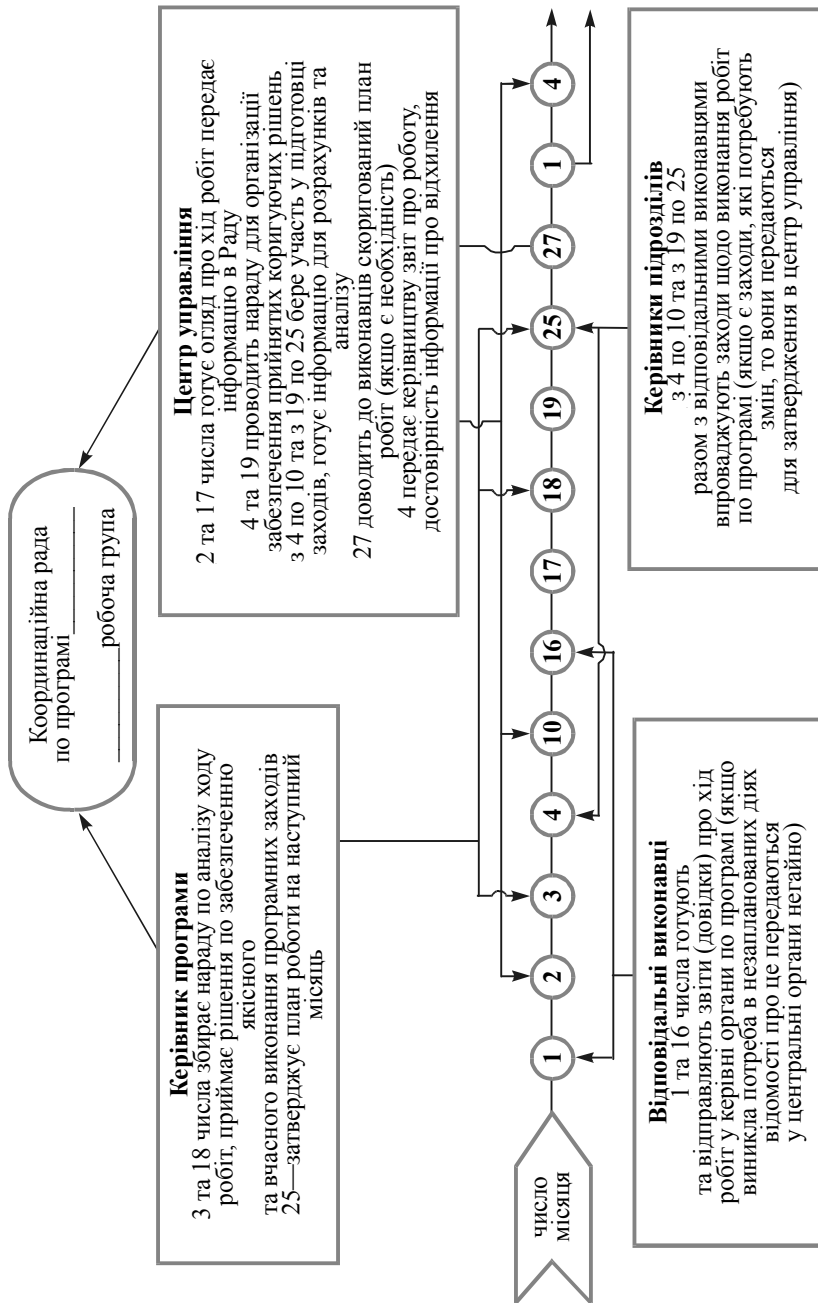 Координаційна рада
по програмі ____________
________ робоча група
Керівник програми
3 та 18 числа збирає нараду по аналізу ходу
робіт, приймає рішення по забезпеченню
якісного
та вчасного виконання програмних заходів
25—затверджує план роботи на наступний
місяць
Центр управління
2 та 17 числа готує огляд про хід робіт передає
інформацію в Раду
4 та 19 проводить нараду для організації
забезпечення прийнятих коригуючих рішень
з 4 по 10 та з 19 по 25 бере участь у підготовці
заходів, готує інформацію для розрахунків та
аналізу
27 доводить до виконавців скоригований план
робіт (якщо є необхідність)
4 передає керівництву звіт про роботу,
достовірність інформації про відхилення
число
місяця
1
2
3
4
10
16
17
18
19
25
27
1
4
Відповідальні виконавці
1 та 16 числа готують
та відправляють звіти (довідки) про хід
робіт у керівні органи по програмі (якщо
виникла потреба в незапланованих діях
відомості про це передаються
у центральні органи негайно)
Керівники підрозділів
з 4 по 10 та з 19 по 25
разом з відповідальними виконавцями
впроваджують заходи щодо виконання робіт
по програмі (якщо є заходи, які потребують
змін, то вони передаються
для затвердження в центр управління)